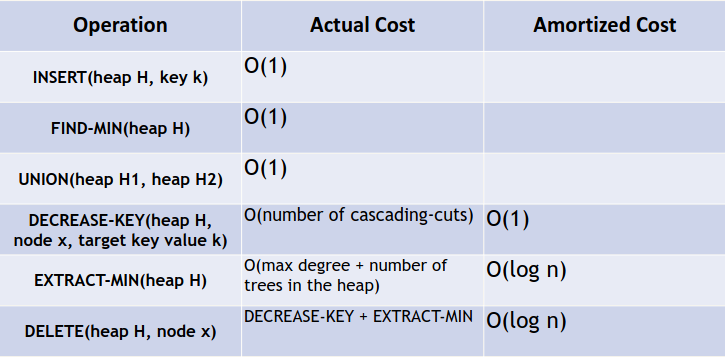 Operation Actual Cost Amortized Cost
INSERT(heap H, key k) O(1)
FIND-MIN(heap H) O(1)
UNION(heap H1, heap H2) O(1)
DECREASE-KEY(heap H, O(number of cascading-cuts) O(1)
node x, target key value k)
EXTRACT-MIN(heap H) O(max degree + number of O(log n)
trees in the heap)
DELETE(heap H, node x) DECREASE-KEY + EXTRACT-MIN O(log n)